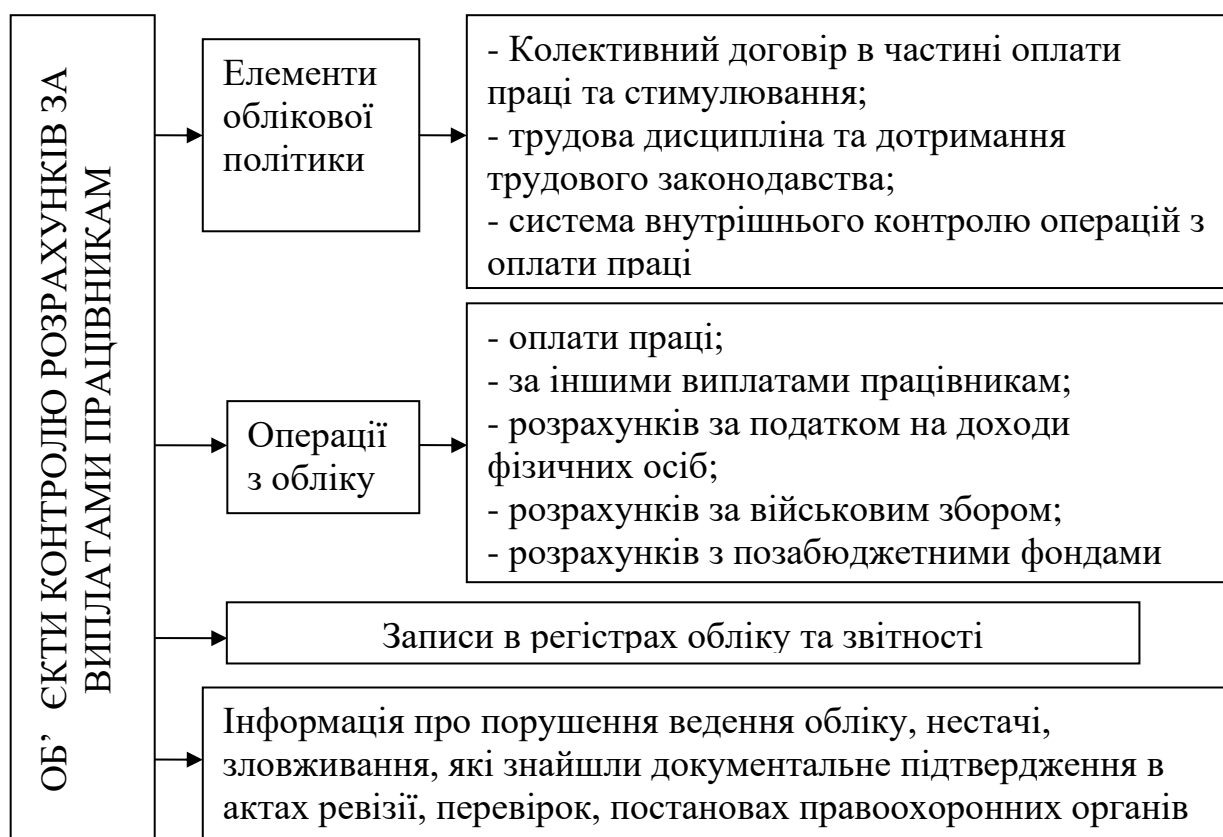 ОБ’ ЄКТИ КОНТРОЛЮ РОЗРАХУНКІВ ЗА
ВИПЛАТАМИ ПРАЦІВНИКАМ
Елементи
облікової
політики
- Колективний договір в частині оплати
праці та стимулювання;
- трудова дисципліна та дотримання
трудового законодавства;
- система внутрішнього контролю операцій з
оплати праці
Операції
з обліку
- оплати праці;
- за іншими виплатами працівникам;
- розрахунків за податком на доходи
фізичних осіб;
- розрахунків за військовим збором;
- розрахунків з позабюджетними фондами
Записи в регістрах обліку та звітності
Інформація про порушення ведення обліку, нестачі,
зловживання, які знайшли документальне підтвердження в
актах ревізії, перевірок, постановах правоохоронних органів